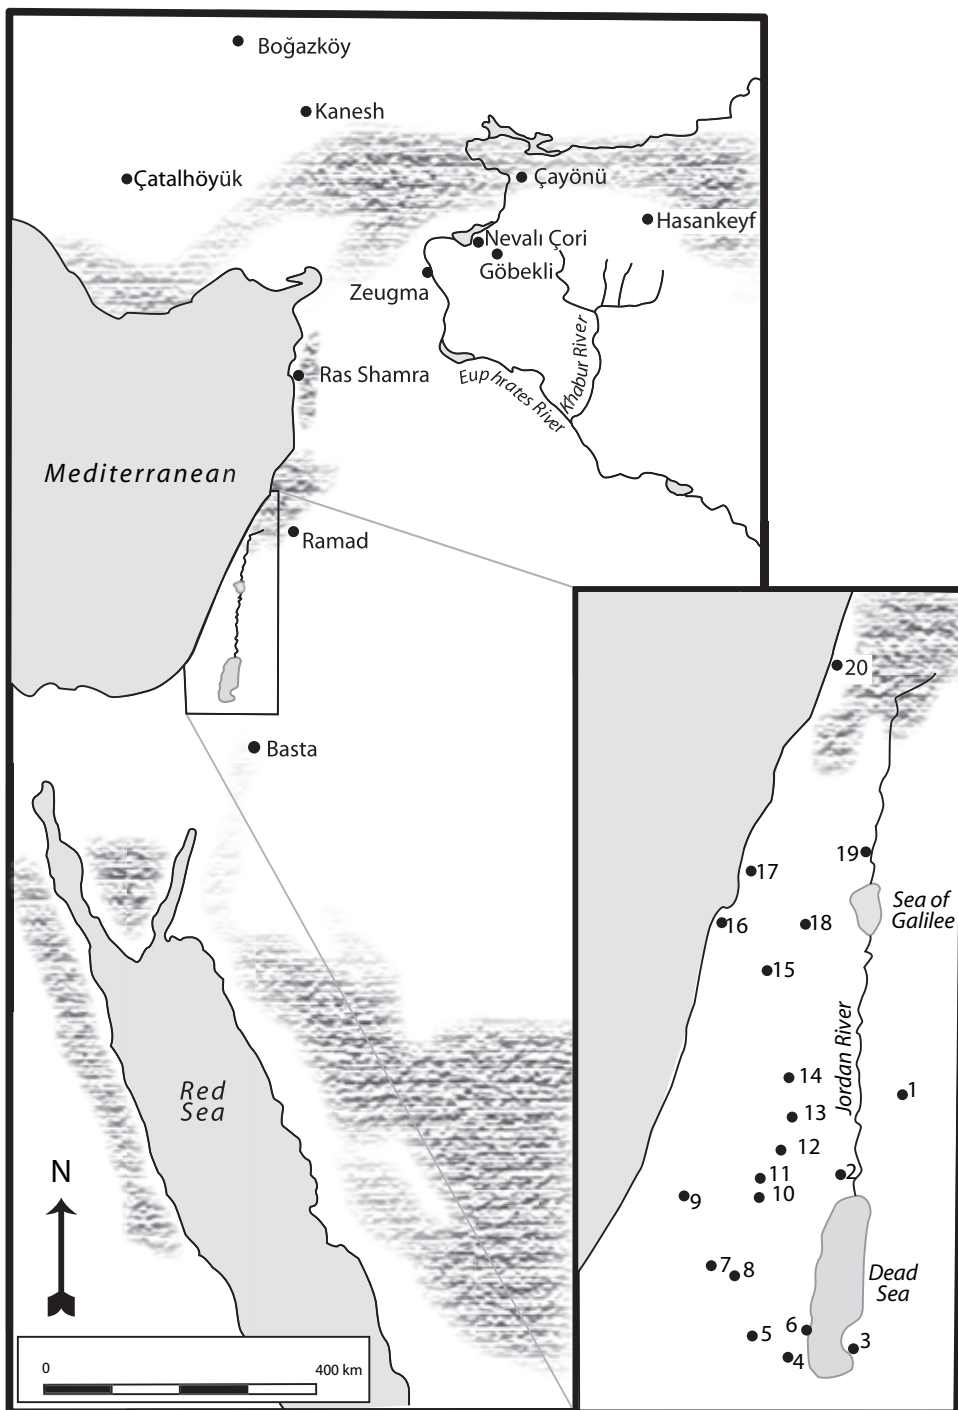 Boğazköy
Kanesh
Çatalhöyük
Çayönü
Hasankeyf
Nevalı Çori
Göbekli
Zeugma
Khabur River
Ras Shamra
Euphrates River
Mediterranean
Ramad
20
Basta
19
17
Sea of
Galilee
16
18
15
Jordan River
14
1
Red
Sea
13
12
N
11
2
10
9
7
8
Dead
Sea
6
5
3
4
0
400 km